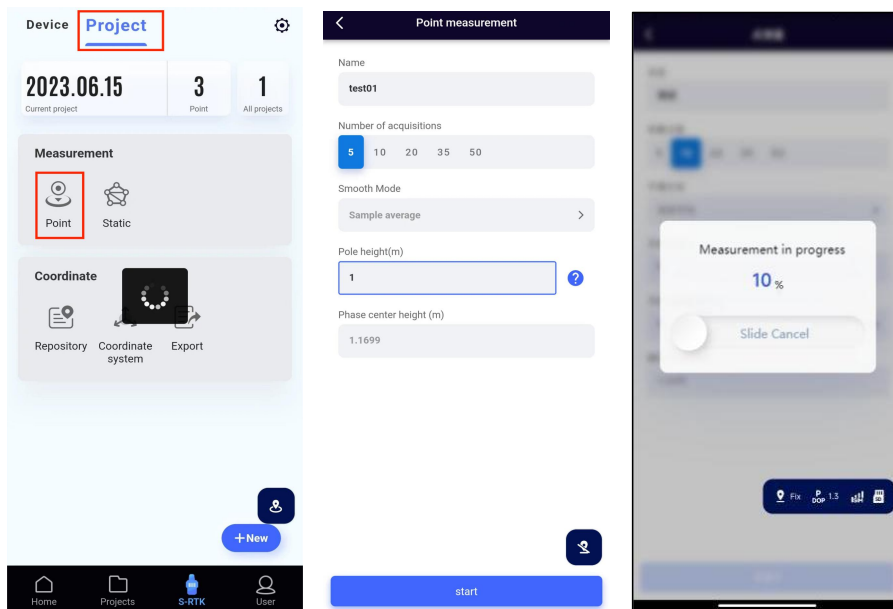 Device Project
2023.06.15
Current project
3
Point
1
All projects
Measurement
Point
Static
Coordinate
Repository
Coordinate
system
Export
+New
Home
Projects
S-RTK
User
Point measurement
Name
test01
Number of acquisitions
5 10 20 35 50
Smooth Mode
Sample average
Pole height(m)
1
?
Phase center height (m)
1.1699
start
Measurement in progress
10 %
Slide Cancel
Fix
P
DOP 1.3